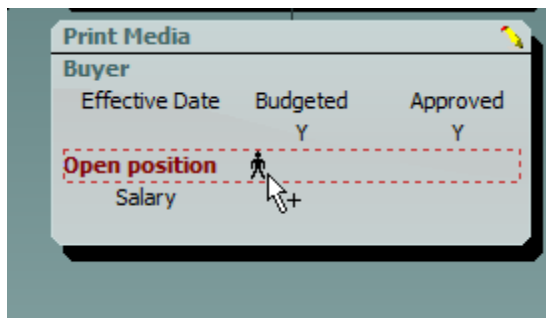 Print Media
Buyer
Effective Date Budgeted Approved
Y Y
Open position
Salary